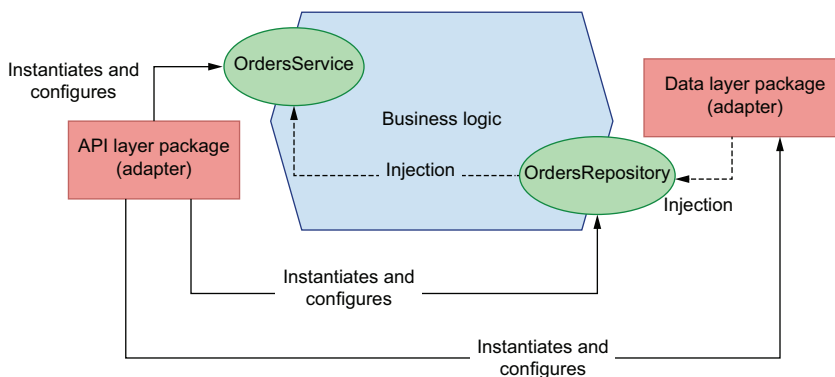 OrdersService
Instantiates and
configures
Data layer package
(adapter)
Business logic
API layer package
(adapter)
Injection
OrdersRepository
Injection
Instantiates and
configures
Instantiates and
configures